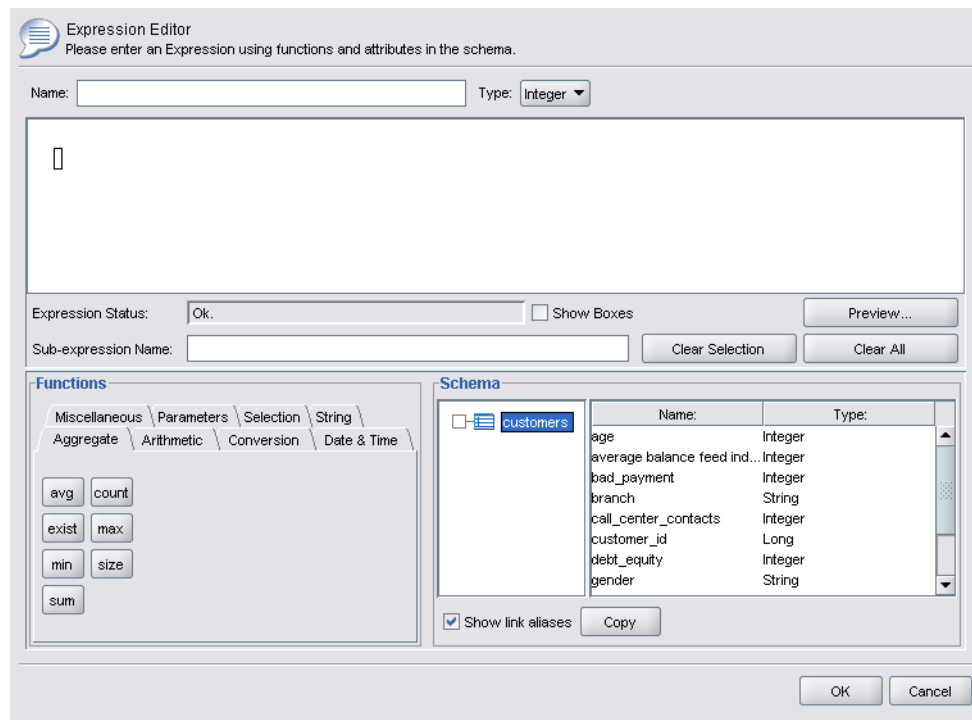 Expression Editor
Please enter an Expression using functions and attributes in the schema.
Name: Type: Integer
Expression Status: Ok. Show Boxes Preview...
Sub-expression Name: Clear Selection Clear All
Functions
Miscellaneous Parameters Selection String
Aggregate Arithmetic Conversion Date & Time
avg count
exist max
min size
sum
Schema
customers
Name: Type:
age Integer
average balance feed ind... Integer
bad_payment Integer
branch String
call_center_contacts Integer
customer_id Long
debt_equity Integer
gender String
Show link aliases Copy
OK Cancel